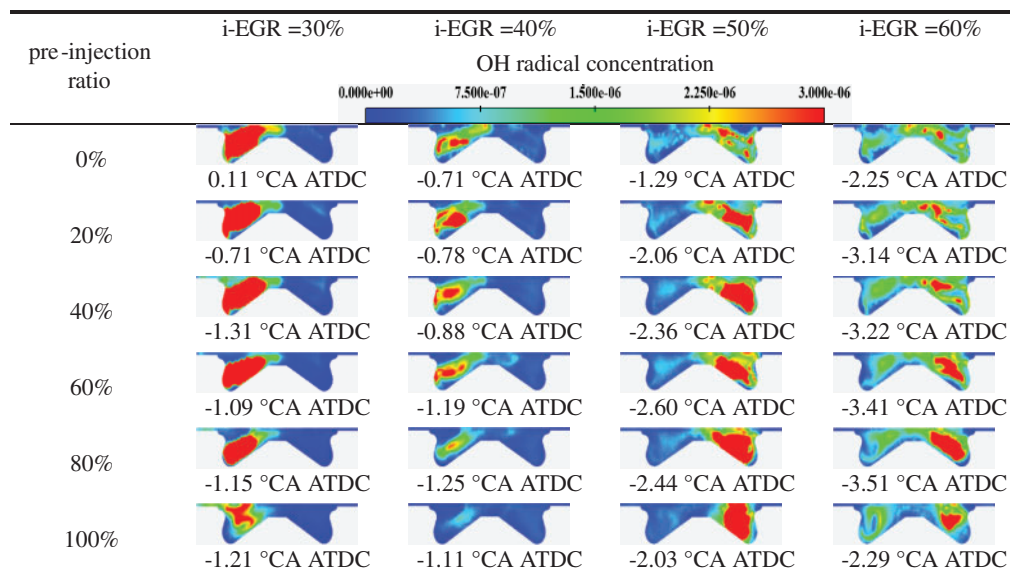 pre-injection ratio
i-EGR =30% i-EGR =40% i-EGR =50% i-EGR =60%
OH radical concentration
0.000e+00 7.500e-07 1.500e-06 2.250e-06 3.000e-06
0%
0.11 °CA ATDC -0.71 °CA ATDC -1.29 °CA ATDC -2.25 °CA ATDC
20%
-0.71 °CA ATDC -0.78 °CA ATDC -2.06 °CA ATDC -3.14 °CA ATDC
40%
-1.31 °CA ATDC -0.88 °CA ATDC -2.36 °CA ATDC -3.22 °CA ATDC
60%
-1.09 °CA ATDC -1.19 °CA ATDC -2.60 °CA ATDC -3.41 °CA ATDC
80%
-1.15 °CA ATDC -1.25 °CA ATDC -2.44 °CA ATDC -3.51 °CA ATDC
100%
-1.21 °CA ATDC -1.11 °CA ATDC -2.03 °CA ATDC -2.29 °CA ATDC